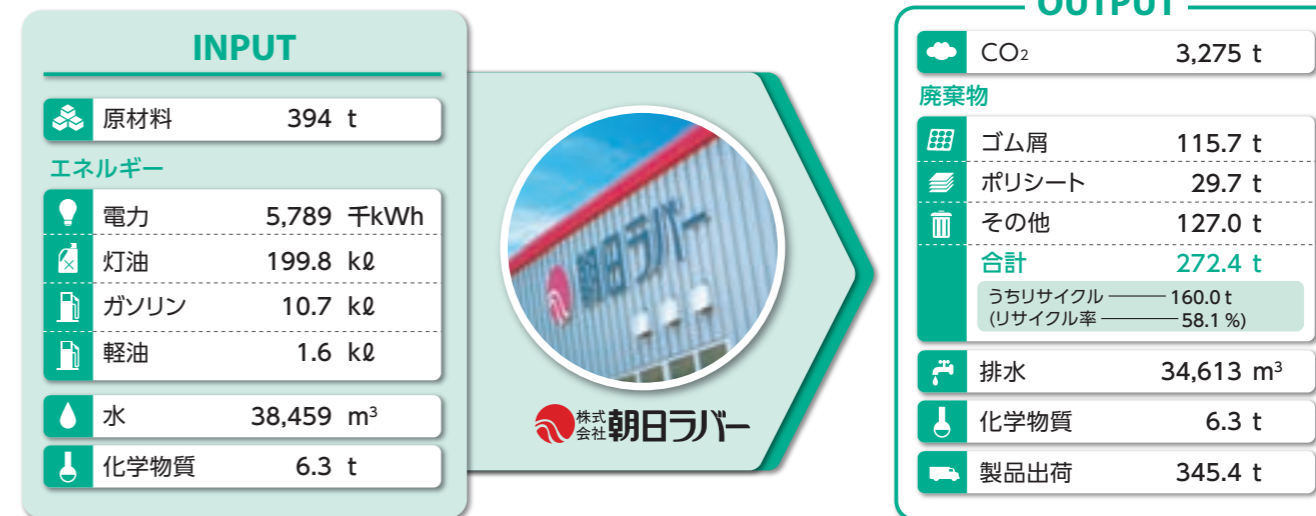 INPUT
原材料 394 t
エネルギー
電力 5,789 千kWh
灯油 199.8 kℓ
ガソリン 10.7 kℓ
軽油 1.6 kℓ
水 38,459 m³
化学物質 6.3 t
朝日ラバー
株式会社 朝日ラバー
OUTPUT
CO₂ 3,275 t
廃棄物
ゴム屑 115.7 t
ポリシート 29.7 t
その他 127.0 t
合計 272.4 t
うちリサイクル 160.0 t
(リサイクル率 58.1 %)
排水 34,613 m³
化学物質 6.3 t
製品出荷 345.4 t